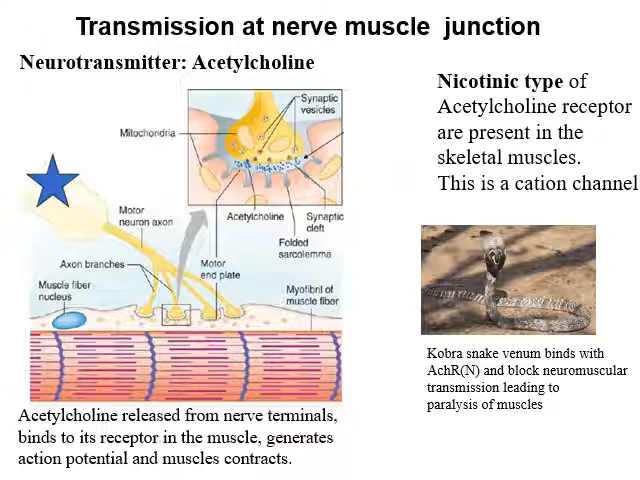 Transmission at nerve muscle junction
Neurotransmitter: Acetylcholine
Nicotinic type of
Acetylcholine receptor
are present in the
skeletal muscles.
This is a cation channel
Synaptic
vesicles
Mitochondria
Acetylcholine
Synaptic
cleft
Folded
sarcolemma
Motor
neuron axon
Axon branches
Motor
end plate
Muscle fiber
nucleus
Myofibril of
muscle fiber
Kobra snake venum binds with
AchR(N) and block neuromuscular
transmission leading to
paralysis of muscles
Acetylcholine released from nerve terminals,
binds to its receptor in the muscle, generates
action potential and muscles contracts.